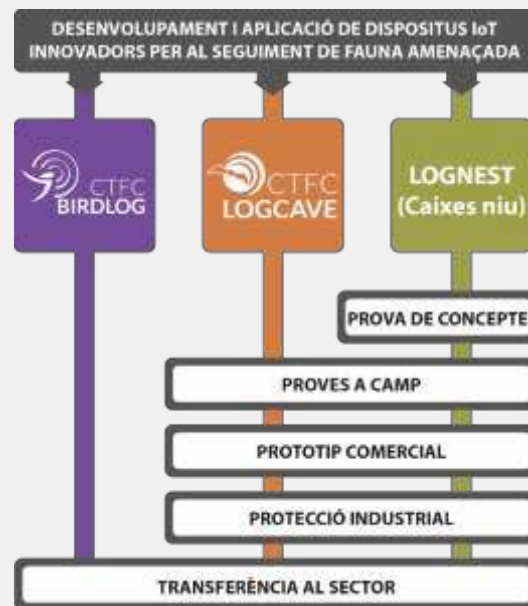 DESENVOLUPAMENT I APLICACIÓ DE DISPOSITUS IoT
INNOVADORS PER AL SEGUIMENT DE FAUNA AMENAÇADA
CTFC
BIRDLOG
CTFC
LOGCAVE
LOGNEST
(Caixes niu)
PROVA DE CONCEPTE
PROVES A CAMP
PROTOTIP COMERCIAL
PROTECCIÓ INDUSTRIAL
TRANSFERÈNCIA AL SECTOR